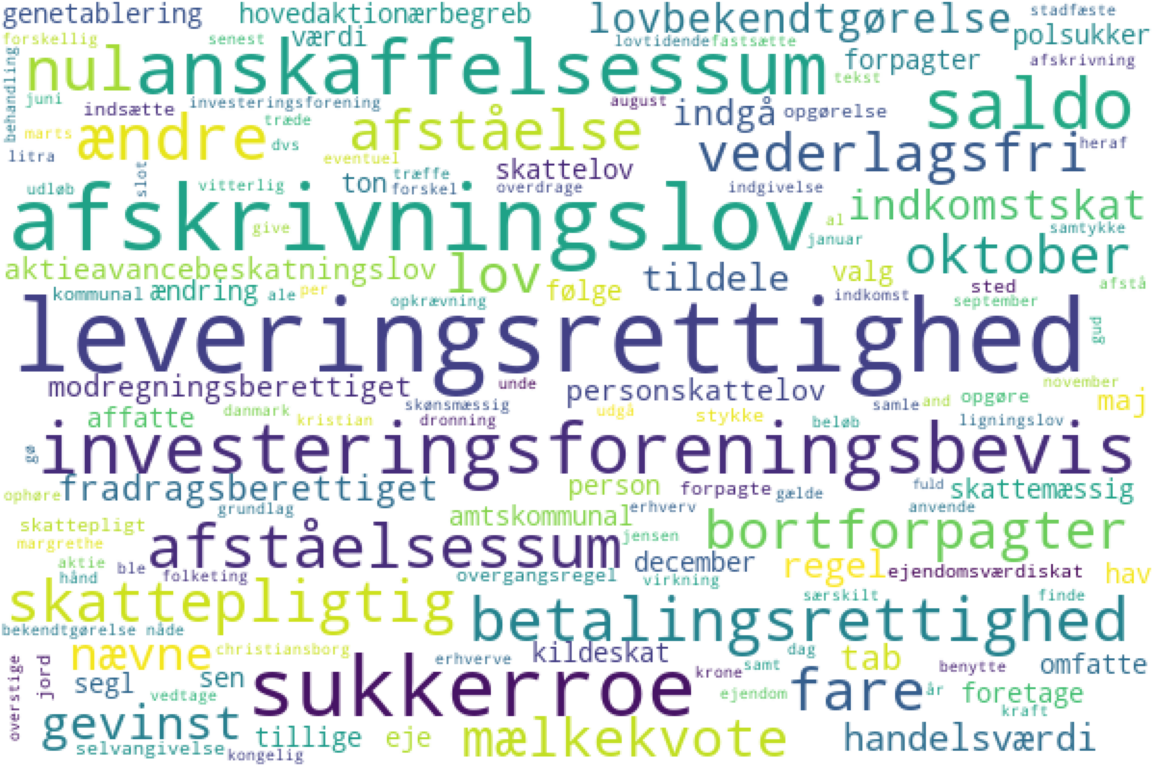 genetablering hovedaktionærbegreb lovbekendtgørelse stadfæste
forskellig senest værdi lovtidende fastsætte forpagter polsukker
behandling nul anskaffelsessum tekst afskrivning
juni indsætte investeringsforening august indgå opgørelse saldo
marts ændre træde afståelse
litra dvs eventuel skattelov vederlagsfri heraf
udløb slot vitterlig ton træffe forskel overdrage indgivelse
afskrivningslov give al januar indkomstskat samtykke
aktieavancebeskatningslov lov tildele valg oktober
kommunal ændring ale per opkrævning følge indkomst sted september afstå
leveringsrettighed gud
modregningsberettiget unde personskattelov november
affatte danmark kristian skønsmæssig dronning udgå stykke beløb samle and opgøre ligningslov maj
gø investeringsforeningsbevis
ophøre fradragsberettiget grundlag person forpagte gælde fuld skattemæssig
skattepligt amtskommunal erhverv jensen anvende
margrethe afståelsessum bortforpagter
aktie hånd ble folketing overgangsregel december virkning regel ejendomsværdiskat hav
skattepligtig særskilt finde
bekendtgørelse nåde betalingsrettighed
nævne christiansborg erhverve kildeskat dag tab benytte omfatte
overstige jord segl sen sukkerroe krone samt fare år foretage
vedtage ejendom kraft
gevinst tillige eje mælkekvote handelsværdi
selvangivelse kongelig